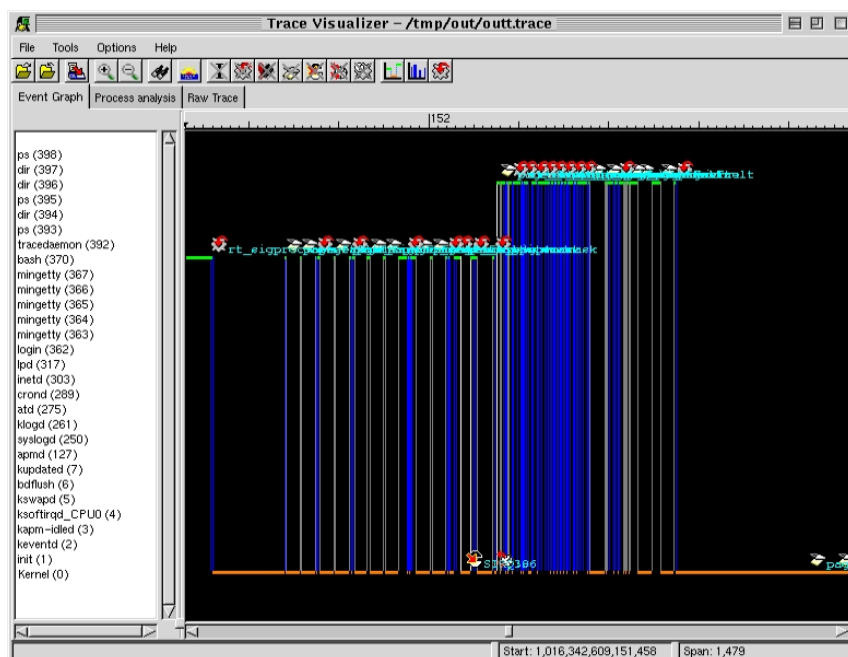 Trace Visualizer – /tmp/out/outt.trace
File Tools Options Help
Event Graph Process analysis Raw Trace
152
ps (398)
dir (397)
dir (396)
ps (395)
dir (394)
ps (393)
tracedaemon (392)
bash (370)
mingetty (367)
mingetty (366)
mingetty (365)
mingetty (364)
mingetty (363)
login (362)
lpd (317)
inetd (303)
crond (289)
atd (275)
klogd (261)
syslogd (250)
apmd (127)
kupdated (7)
bdflush (6)
kswapd (5)
ksoftirqd_CPU0 (4)
kapm-idled (3)
keventd (2)
init (1)
Kernel (0)
Start: 1,016,342,609,151,458 Span: 1,479